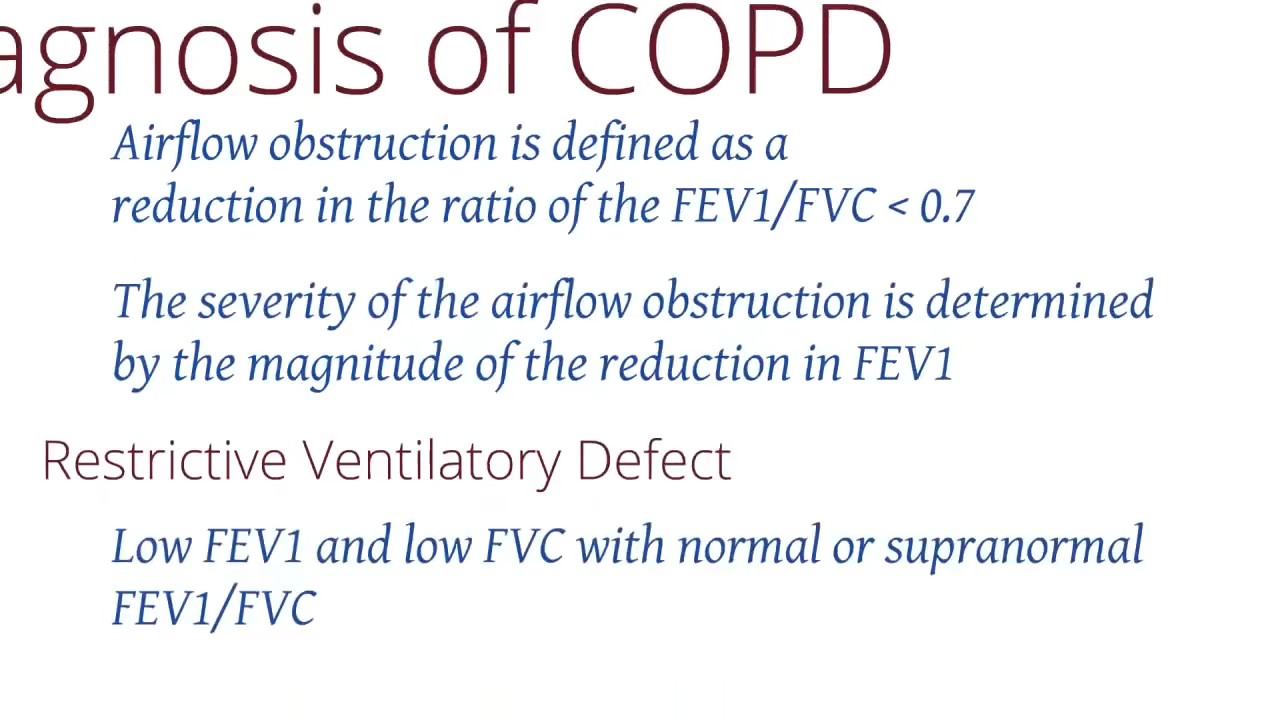 agnosis of COPD
Airflow obstruction is defined as a
reduction in the ratio of the FEV1/FVC < 0.7
The severity of the airflow obstruction is determined
by the magnitude of the reduction in FEV1
Restrictive Ventilatory Defect
Low FEV1 and low FVC with normal or supranormal
FEV1/FVC